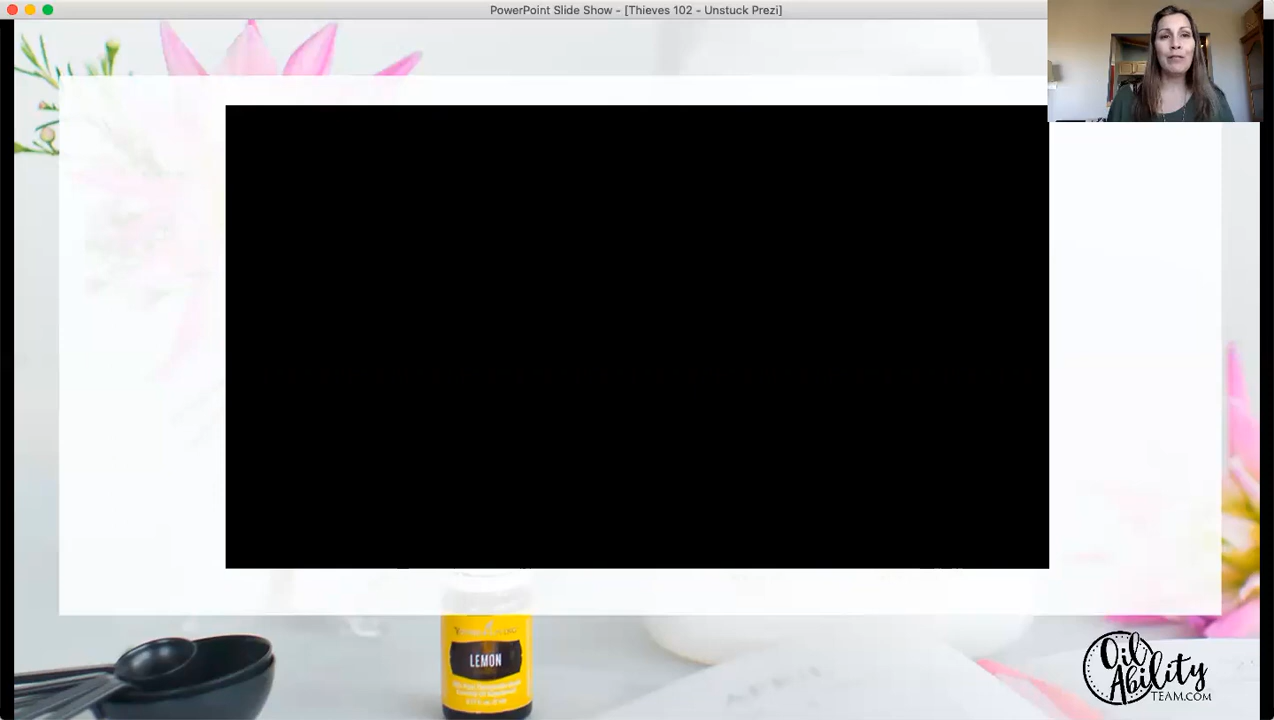 PowerPoint Slide Show - [Thieves 102 - Unstuck Prezi]
LEMON
Oil
Ability
TEAM.COM